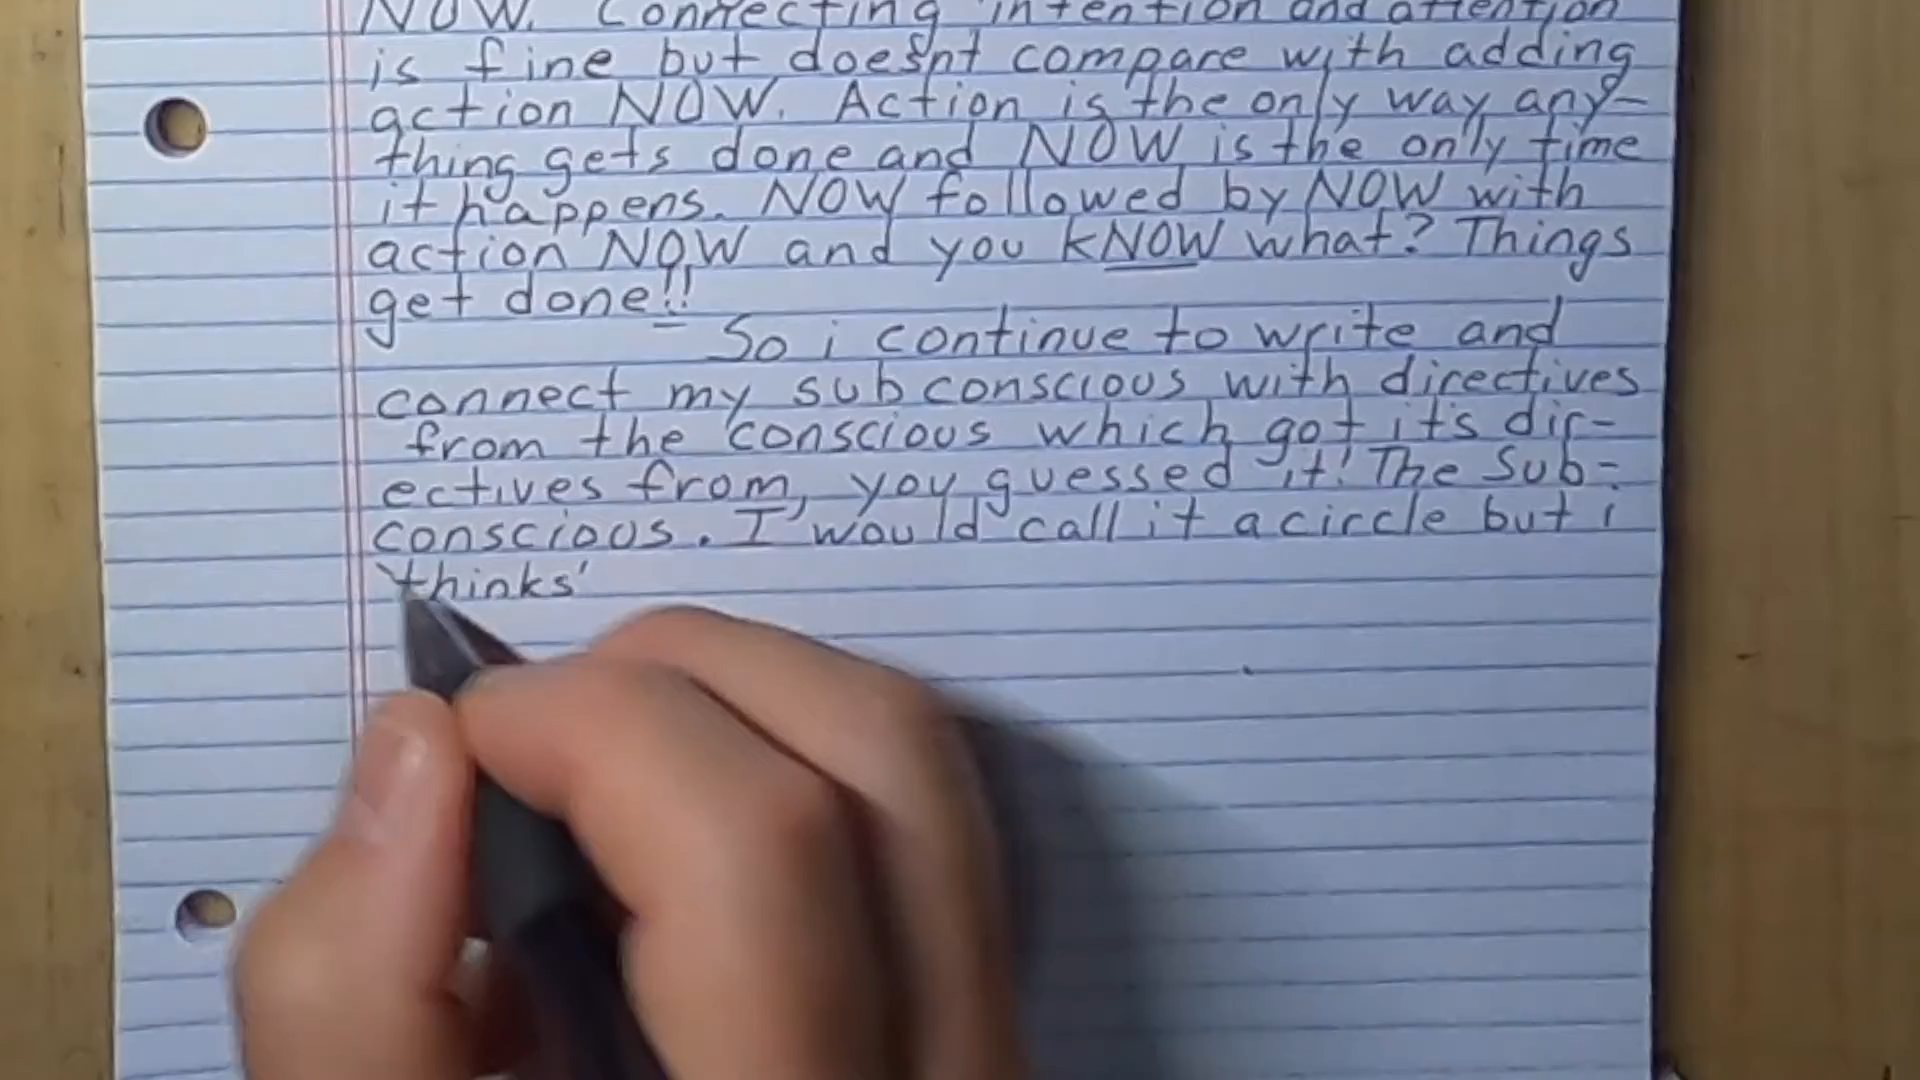 NOW. Connecting intention and attention
is fine but doesn't compare with adding
action NOW. Action is the only way any-
thing gets done and NOW is the only time
it happens. NOW followed by NOW with
action NOW and you kNOW what? Things
get done!!
So i continue to write and
connect my subconscious with directives
from the conscious which got it's dir-
ectives from, you guessed it! The Sub-
conscious. I would call it a circle but i
'thinks'